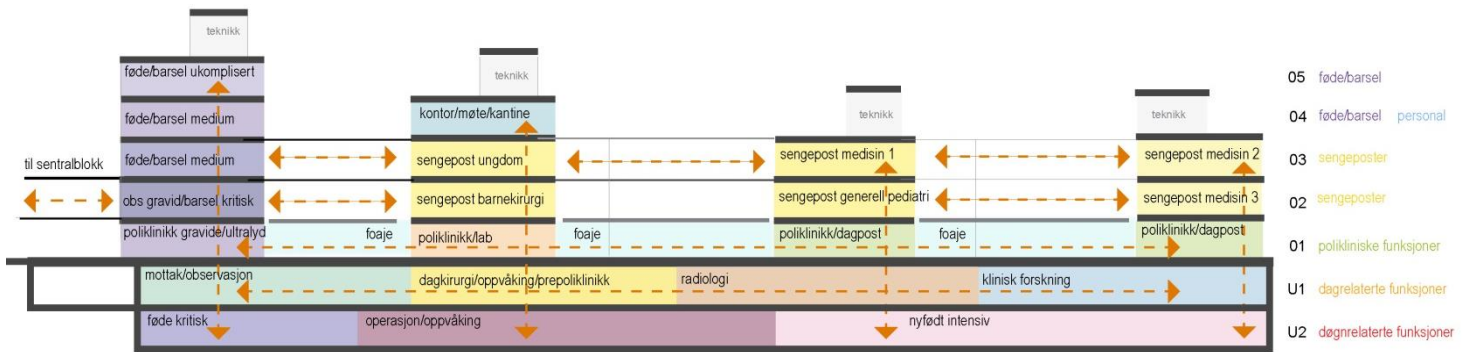 teknikk
teknikk
føde/barsel ukomplisert
05 føde/barsel
teknikk
teknikk
føde/barsel medium
kontor/møte/kantine
04 føde/barsel personal
til sentralblokk
føde/barsel medium
sengepost ungdom
sengepost medisin 1
sengepost medisin 2
03 sengeposter
obs gravid/barsel kritisk
sengepost barnekirurgi
sengepost generell pediatri
sengepost medisin 3
02 sengeposter
poliklinikk gravide/ultralyd
foaje
poliklinikk/lab
foaje
poliklinikk/dagpost
foaje
poliklinikk/dagpost
01 polikliniske funksjoner
mottak/observasjon
dagkirurgi/oppvåking/prepoliklinikk
radiologi
klinisk forskning
U1 dagrelaterte funksjoner
føde kritisk
operasjon/oppvåking
nyfødt intensiv
U2 døgnrelaterte funksjoner